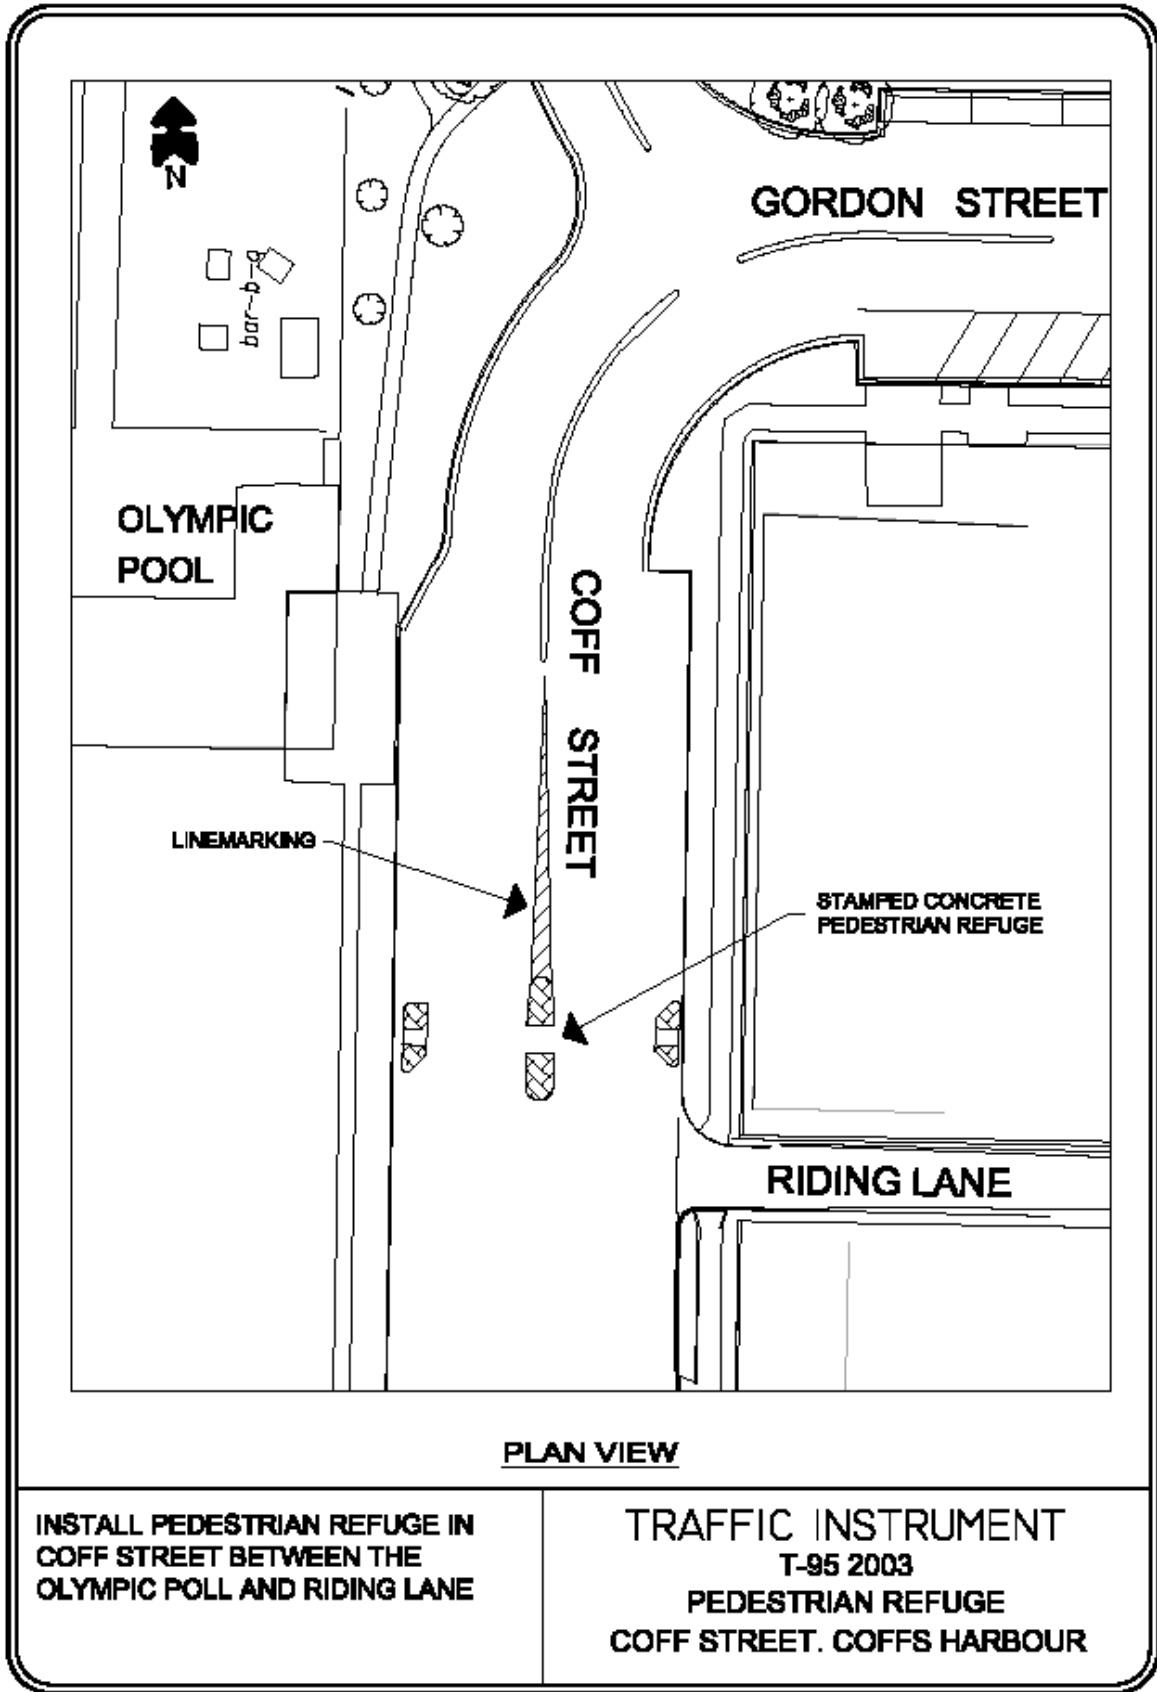 N
GORDON STREET
bar-b-q
OLYMPIC
POOL
COFF STREET
LINEMARKING
STAMPED CONCRETE
PEDESTRIAN REFUGE
RIDING LANE
PLAN VIEW
INSTALL PEDESTRIAN REFUGE IN
COFF STREET BETWEEN THE
OLYMPIC POLL AND RIDING LANE
TRAFFIC INSTRUMENT
T-95 2003
PEDESTRIAN REFUGE
COFF STREET. COFFS HARBOUR